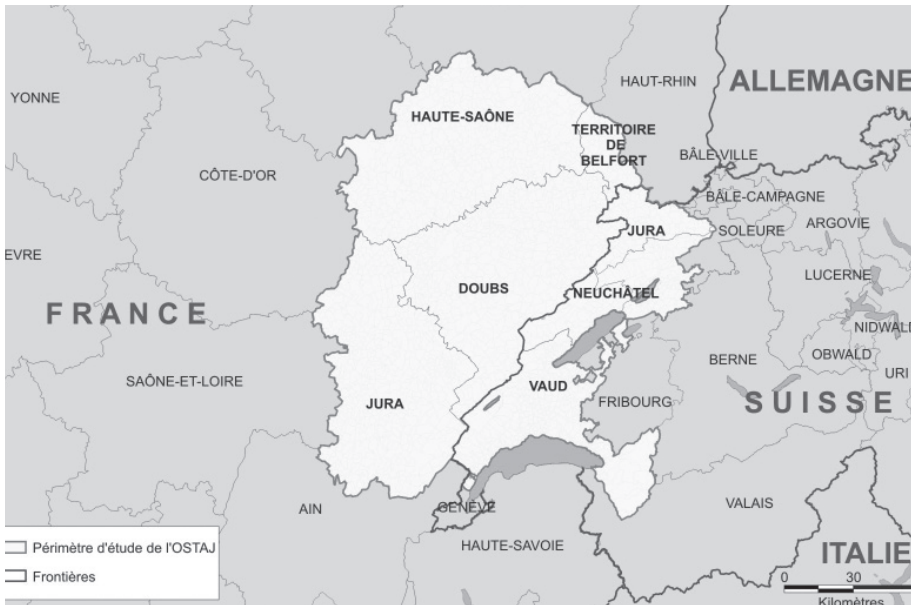 HAUT-RHIN
ALLEMAGNE
YONNE
HAUTE-SAÔNE
TERRITOIRE
DE
BELFORT
BÂLE-VILLE
CÔTE-D'OR
BÂLE-CAMPAGNE
JURA
SOLEURE
ARGOVIE
EVRE
LUCERNE
DOUBS
NEUCHÂTEL
FRANCE
NIDWALD
OBWALD
BERNE
URI
SAÔNE-ET-LOIRE
VAUD
JURA
FRIBOURG
SUISSE
AIN
GENÈVE
VALAIS
HAUTE-SAVOIE
ITALIE
Périmètre d'étude de l'OSTAJ
Frontières
0 30
Kilomètres